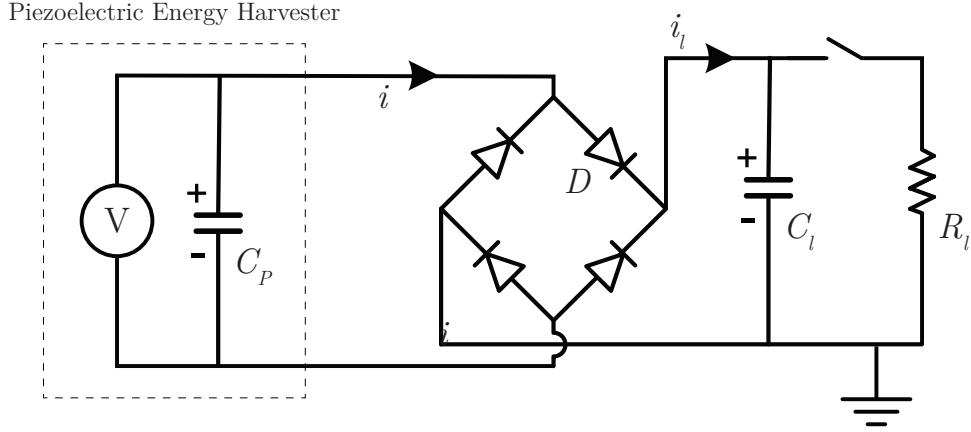 Piezoelectric Energy Harvester
i
i_l
V
+
-
C_P
D
+
-
C_l
R_l
i